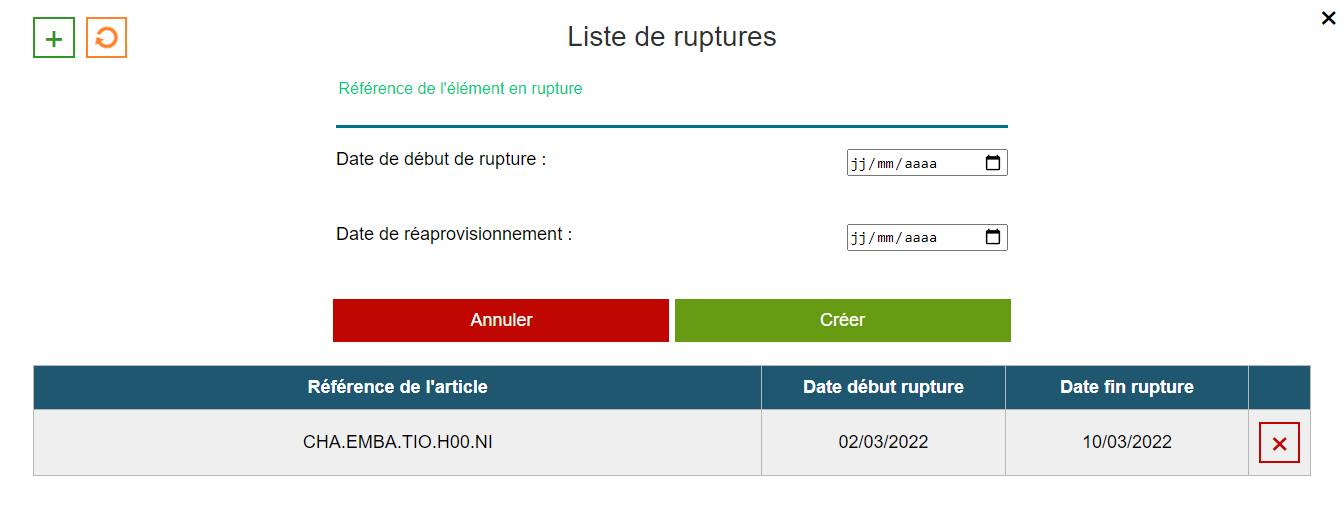 Liste de ruptures
Référence de l'élément en rupture
Date de début de rupture : jj/mm/aaaa
Date de réaprovisionnement : jj/mm/aaaa
Annuler Créer
Référence de l'article Date début rupture Date fin rupture
CHA.EMBA.TIO.H00.NI 02/03/2022 10/03/2022